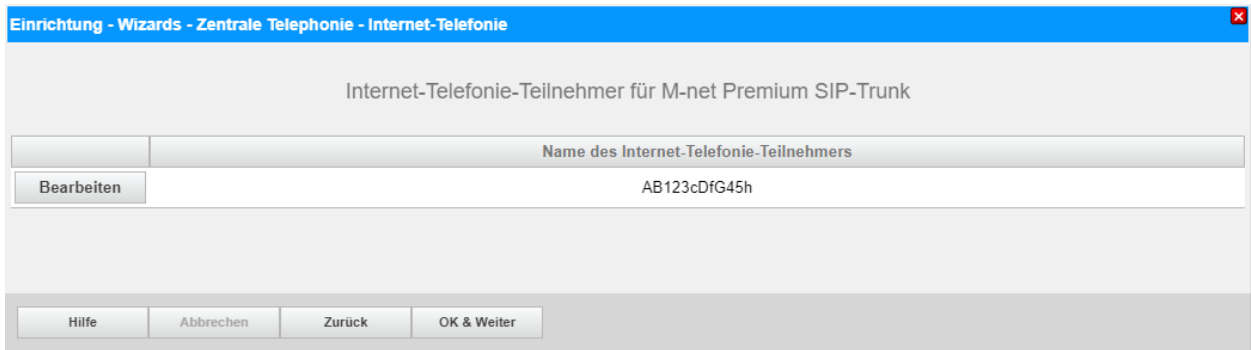 Einrichtung - Wizards - Zentrale Telephonie - Internet-Telefonie
Internet-Telefonie-Teilnehmer für M-net Premium SIP-Trunk
Name des Internet-Telefonie-Teilnehmers
Bearbeiten AB123cDfG45h
Hilfe Abbrechen Zurück OK & Weiter